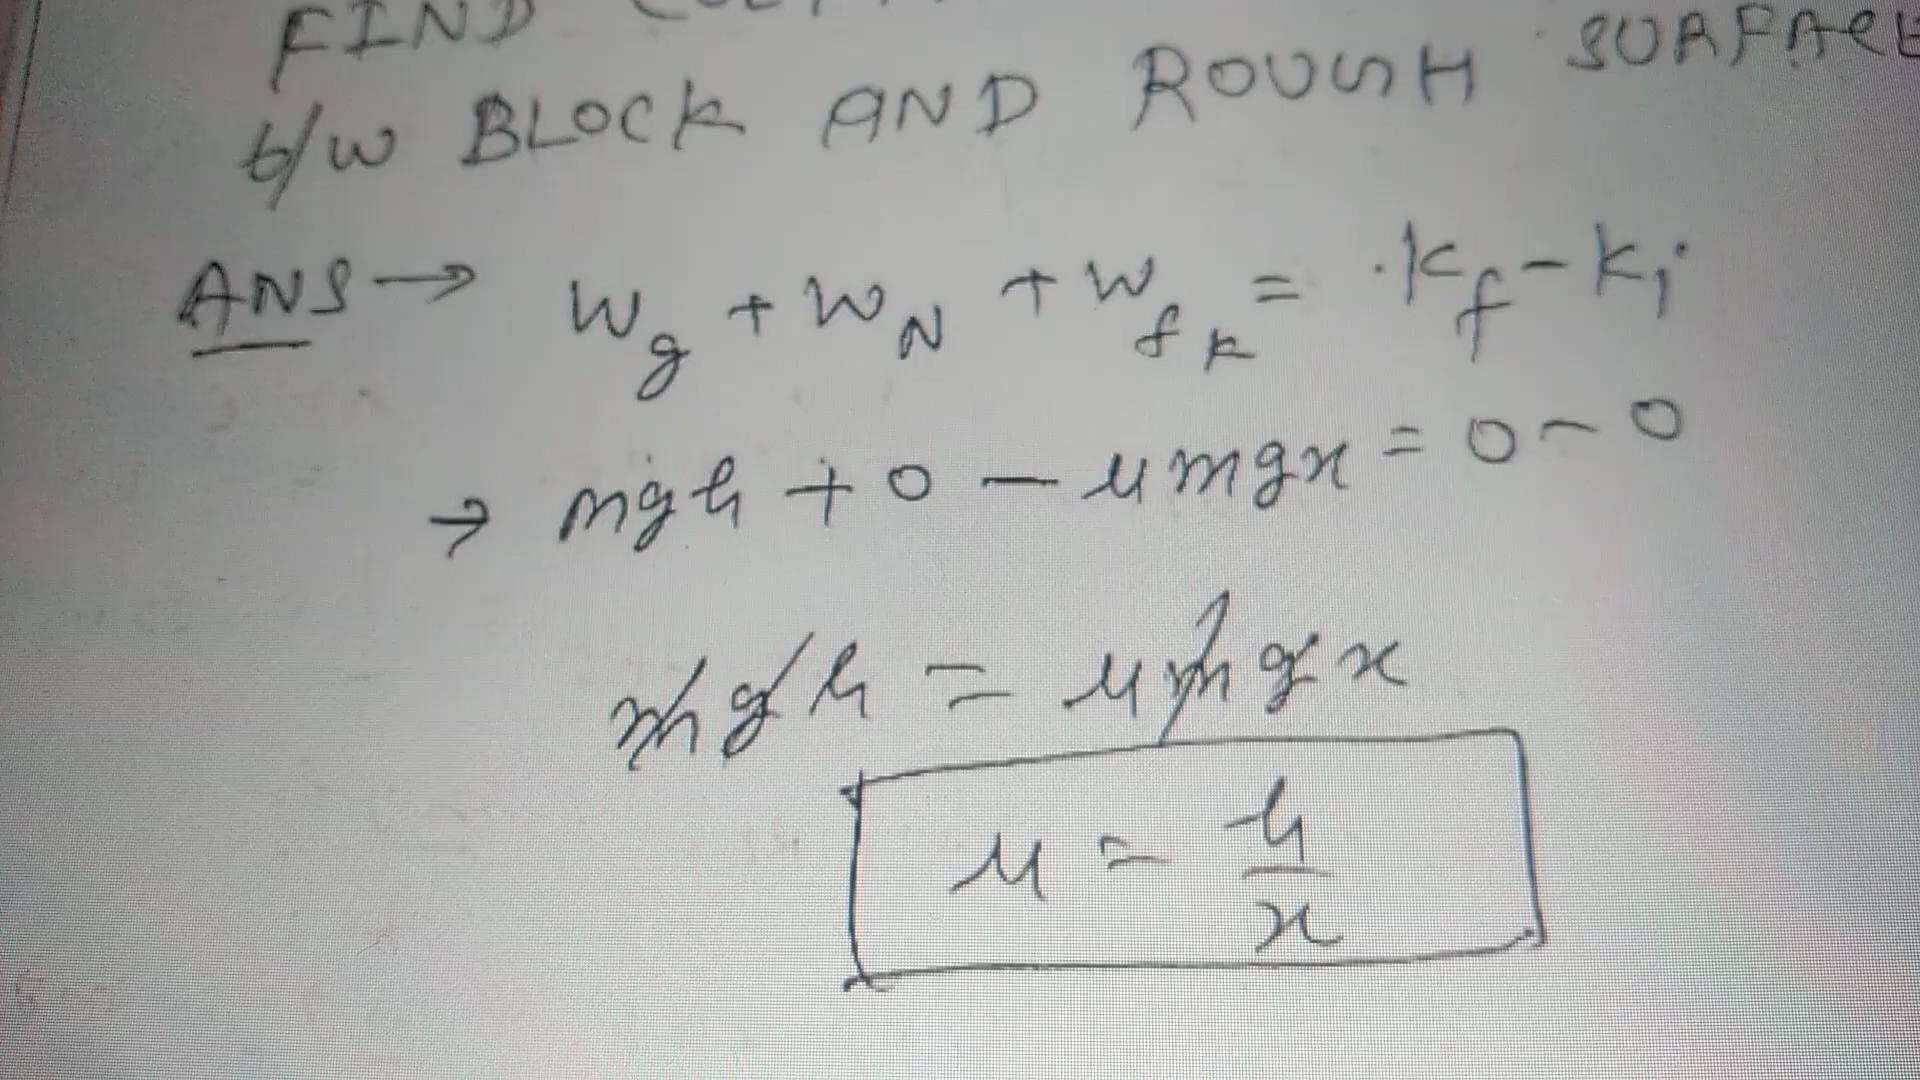 FIND
b/w BLOCK AND ROUGH SURFACE
ANS → Wg + WN + Wfk = Kf - Ki
→ mgh + 0 - μmgx = 0 - 0
mgh = μmgx
μ = h/x